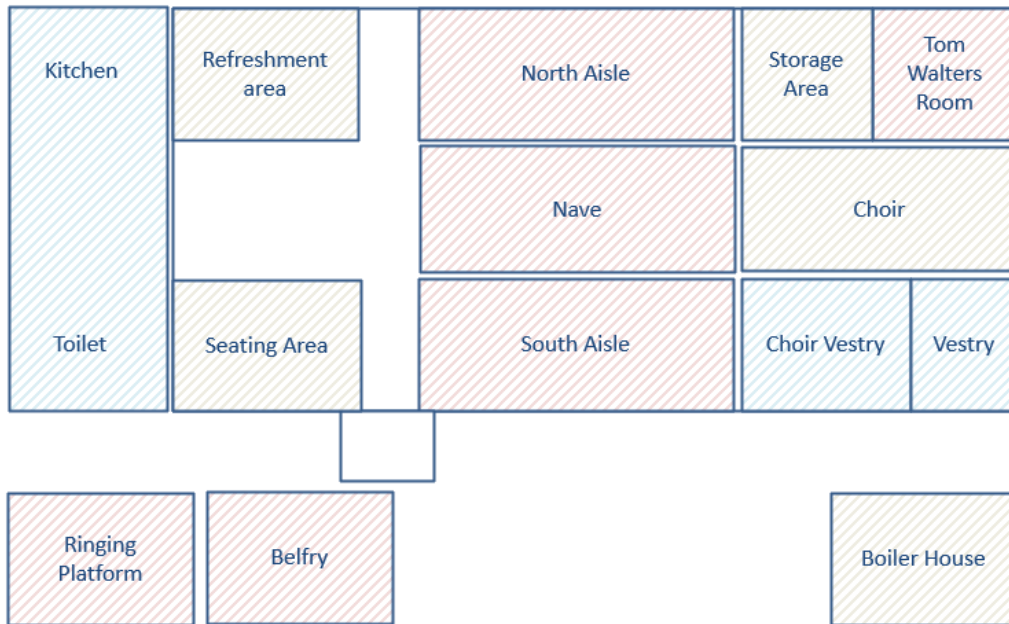 Kitchen
Refreshment
area
North Aisle
Storage
Area
Tom
Walters
Room
Nave
Choir
Toilet
Seating Area
South Aisle
Choir Vestry
Vestry
Ringing
Platform
Belfry
Boiler House